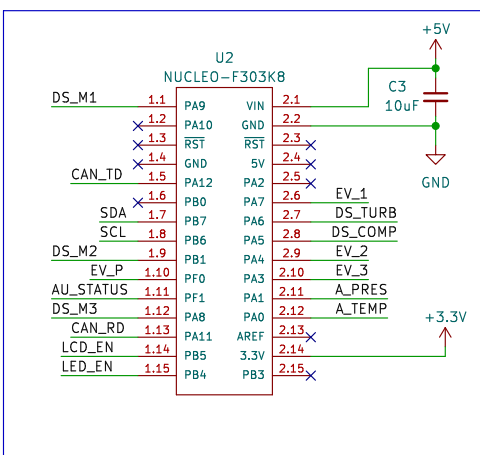 +5V
U2
NUCLEO-F303K8
C3
10uF
DS_M1 1.1 PA9 VIN 2.1
1.2 PA10 GND 2.2
1.3 RST RST 2.3
1.4 GND 5V 2.4
CAN_TD 1.5 PA12 PA2 2.5
1.6 PB0 PA7 2.6 EV_1
SDA 1.7 PB7 PA6 2.7 DS_TURB
SCL 1.8 PB6 PA5 2.8 DS_COMP
DS_M2 1.9 PB1 PA4 2.9 EV_2
EV_P 1.10 PF0 PA3 2.10 EV_3
AU_STATUS 1.11 PF1 PA1 2.11 A_PRES
DS_M3 1.12 PA8 PA0 2.12 A_TEMP
CAN_RD 1.13 PA11 AREF 2.13
LCD_EN 1.14 PB5 3.3V 2.14
LED_EN 1.15 PB4 PB3 2.15
GND
+3.3V